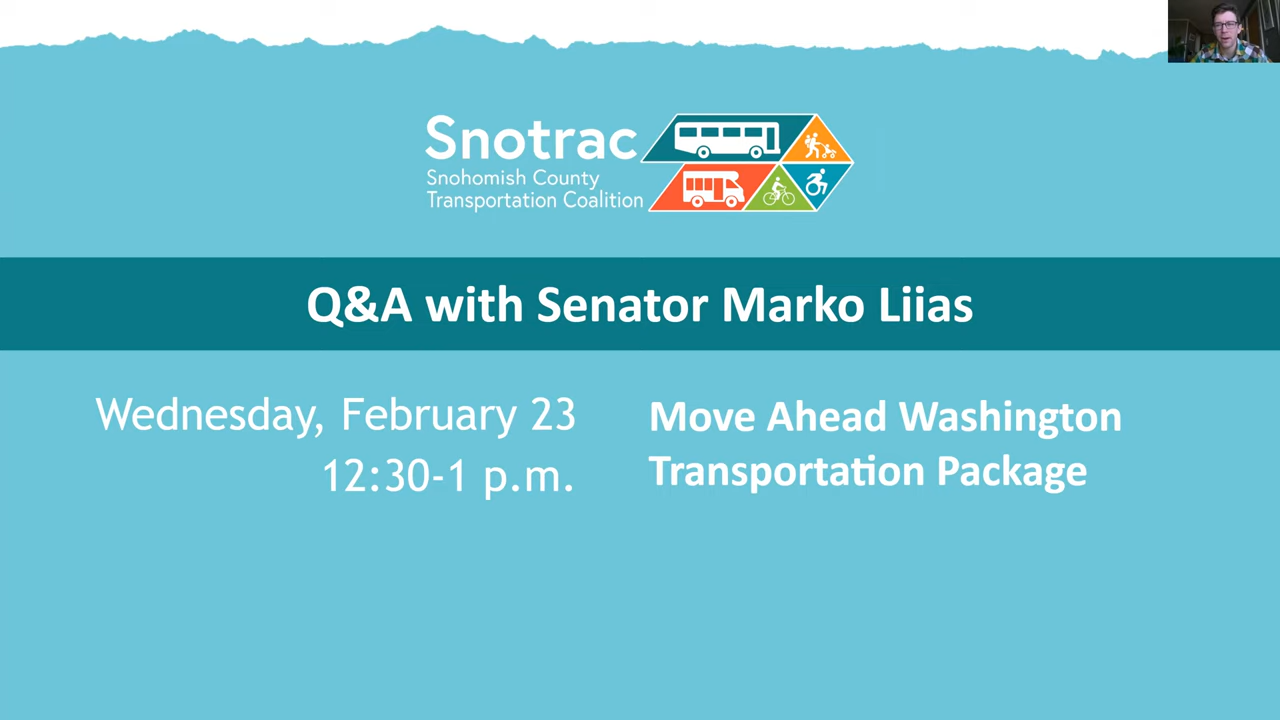 Snotrac
Snohomish County
Transportation Coalition
Q&A with Senator Marko Liias
Wednesday, February 23
12:30-1 p.m.
Move Ahead Washington
Transportation Package